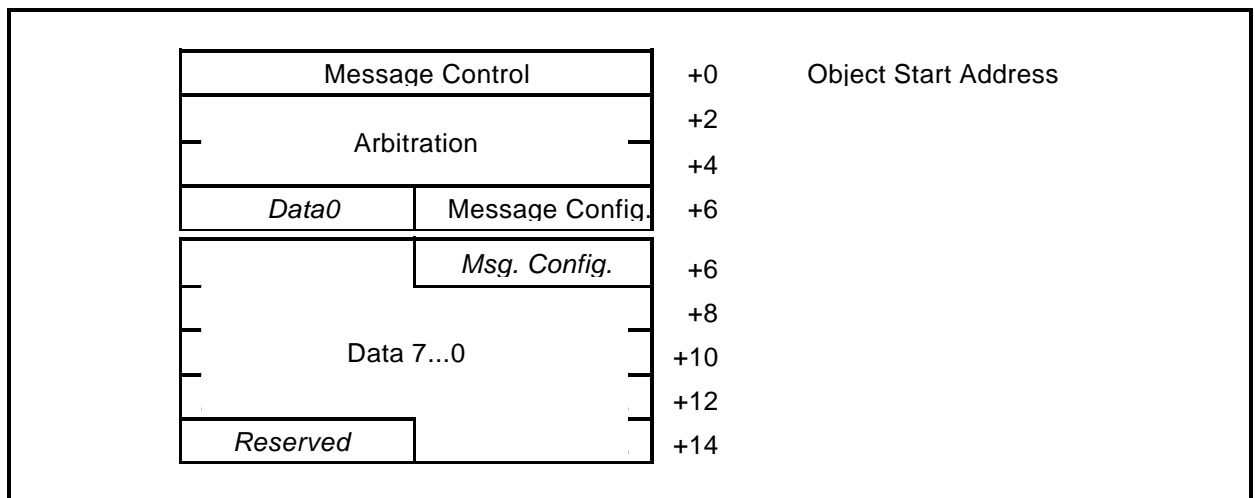 Message Control +0 Object Start Address
+2
Arbitration
+4
Data0 Message Config. +6
Msg. Config. +6
+8
Data 7...0 +10
+12
Reserved +14